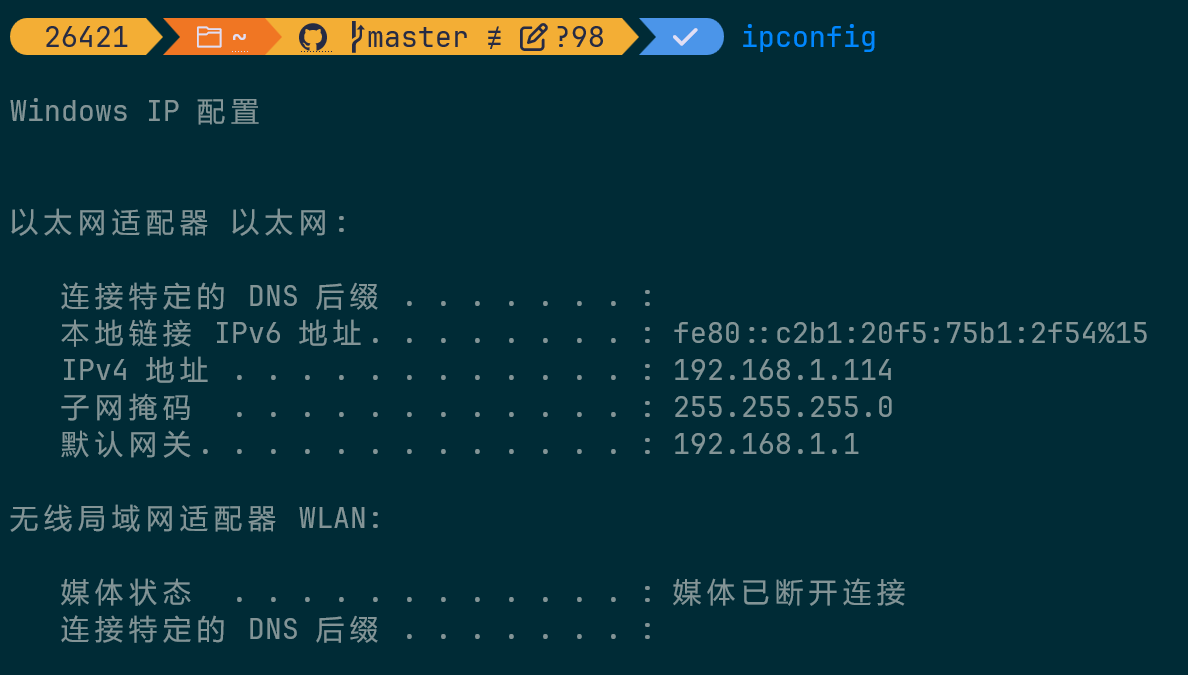 26421 ~ master ≢ ?98 ipconfig
Windows IP 配置
以太网适配器 以太网:
连接特定的 DNS 后缀 . . . . . . . :
本地链接 IPv6 地址. . . . . . . . : fe80::c2b1:20f5:75b1:2f54%15
IPv4 地址 . . . . . . . . . . . . : 192.168.1.114
子网掩码  . . . . . . . . . . . . : 255.255.255.0
默认网关. . . . . . . . . . . . . : 192.168.1.1
无线局域网适配器 WLAN:
媒体状态  . . . . . . . . . . . . : 媒体已断开连接
连接特定的 DNS 后缀 . . . . . . . :